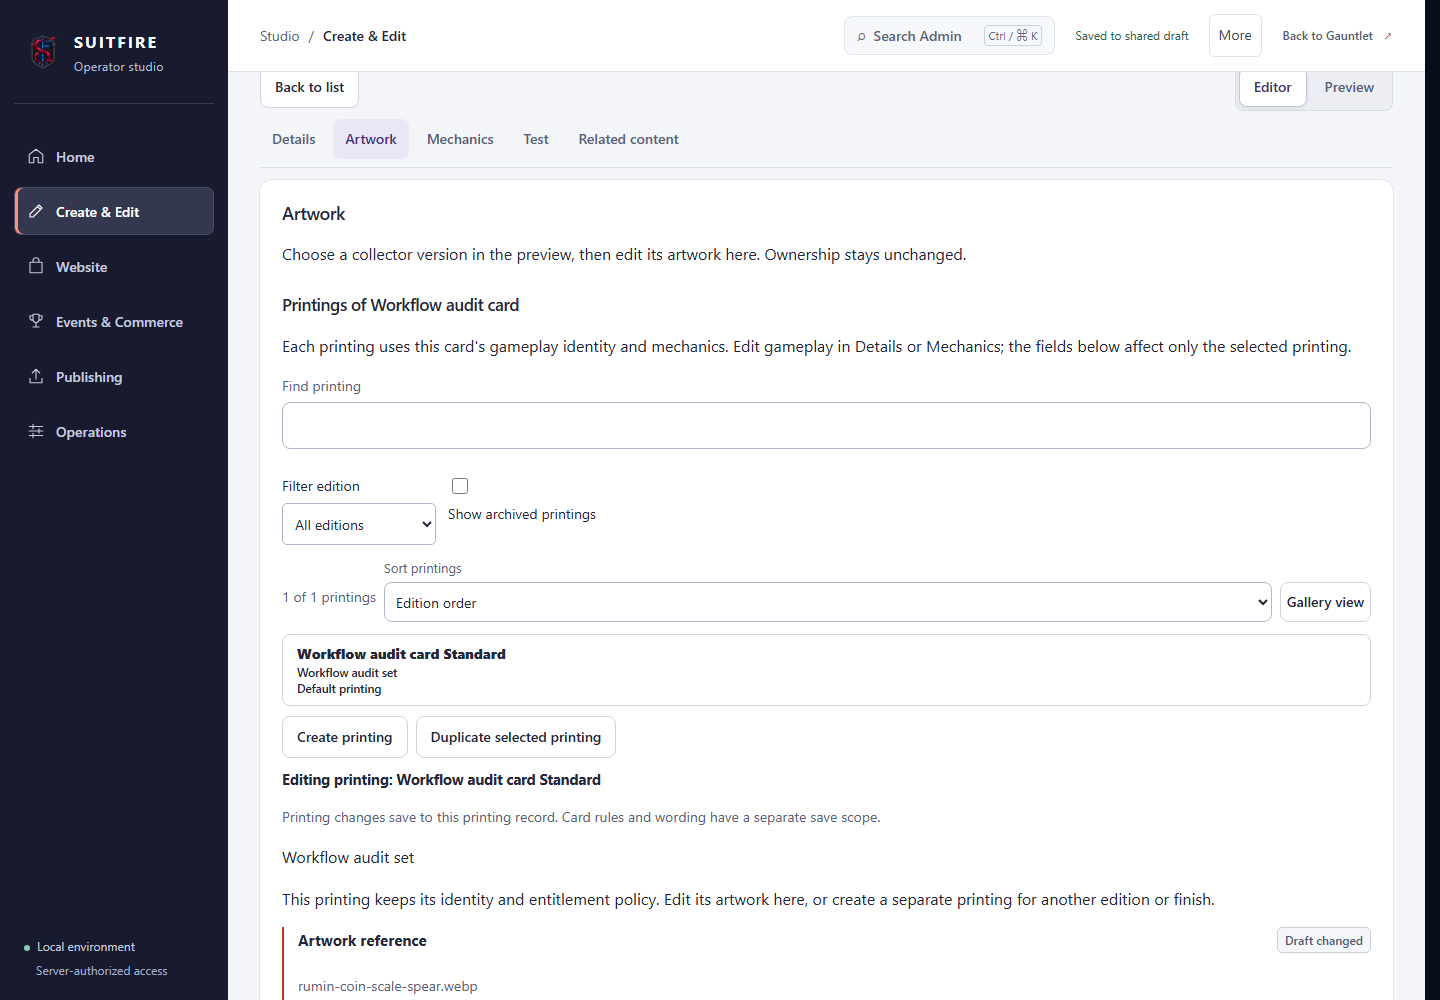 SUITFIRE
Operator studio
Home
Create & Edit
Website
Events & Commerce
Publishing
Operations
Local environment
Server-authorized access
Studio / Create & Edit
Search Admin Ctrl / ⌘ K
Saved to shared draft
More
Back to Gauntlet ↗
Back to list
Editor Preview
Details Artwork Mechanics Test Related content
Artwork
Choose a collector version in the preview, then edit its artwork here. Ownership stays unchanged.
Printings of Workflow audit card
Each printing uses this card's gameplay identity and mechanics. Edit gameplay in Details or Mechanics; the fields below affect only the selected printing.
Find printing
Filter edition
All editions
Show archived printings
Sort printings
1 of 1 printings
Edition order
Gallery view
Workflow audit card Standard
Workflow audit set
Default printing
Create printing Duplicate selected printing
Editing printing: Workflow audit card Standard
Printing changes save to this printing record. Card rules and wording have a separate save scope.
Workflow audit set
This printing keeps its identity and entitlement policy. Edit its artwork here, or create a separate printing for another edition or finish.
Artwork reference Draft changed
rumin-coin-scale-spear.webp